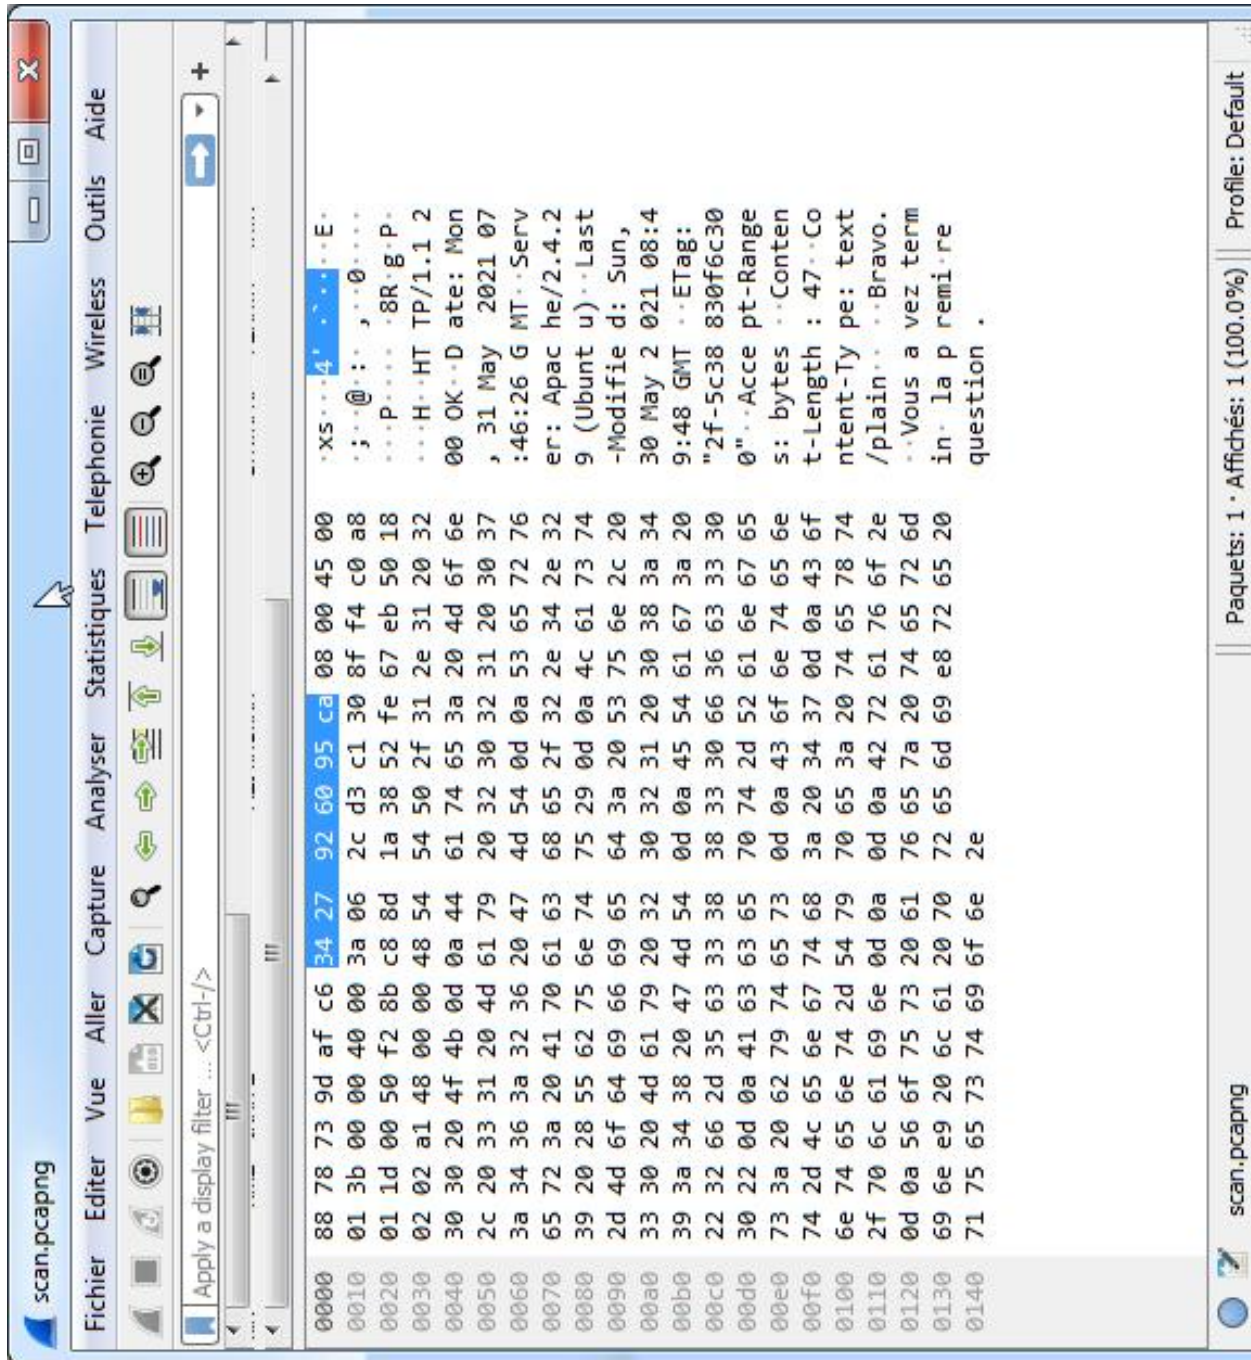 scan.pcapng
Fichier Editer Vue Aller Capture Analyser Statistiques Telephonie Wireless Outils Aide
Apply a display filter ... <Ctrl-/>
0000 88 78 73 9d af c6 34 27 92 60 95 ca 08 00 45 00 ·xs···4' ·`····E·
0010 01 3b 00 00 40 00 3a 06 2c d3 c1 30 8f f4 c0 a8 ·;··@·:· ,··0····
0020 01 1d 00 50 f2 8b c8 8d 1a 38 52 fe 67 eb 50 18 ···P···· ·8R·g·P·
0030 02 02 a1 48 00 00 48 54 54 50 2f 31 2e 31 20 32 ···H··HT TP/1.1 2
0040 30 30 20 4f 4b 0d 0a 44 61 74 65 3a 20 4d 6f 6e 00 OK··D ate: Mon
0050 2c 20 33 31 20 4d 61 79 20 32 30 32 31 20 30 37 , 31 May  2021 07
0060 3a 34 36 3a 32 36 20 47 4d 54 0d 0a 53 65 72 76 :46:26 G MT··Serv
0070 65 72 3a 20 41 70 61 63 68 65 2f 32 2e 34 2e 32 er: Apac he/2.4.2
0080 39 20 28 55 62 75 6e 74 75 29 0d 0a 4c 61 73 74 9 (Ubunt u)··Last
0090 2d 4d 6f 64 69 66 69 65 64 3a 20 53 75 6e 2c 20 -Modifie d: Sun,
00a0 33 30 20 4d 61 79 20 32 30 32 31 20 30 38 3a 34 30 May 2 021 08:4
00b0 39 3a 34 38 20 47 4d 54 0d 0a 45 54 61 67 3a 20 9:48 GMT ··ETag:
00c0 22 32 66 2d 35 63 33 38 38 33 30 66 36 63 33 30 "2f-5c38 830f6c30
00d0 30 22 0d 0a 41 63 63 65 70 74 2d 52 61 6e 67 65 0"··Acce pt-Range
00e0 73 3a 20 62 79 74 65 73 0d 0a 43 6f 6e 74 65 6e s: bytes ··Conten
00f0 74 2d 4c 65 6e 67 74 68 3a 20 34 37 0d 0a 43 6f t-Length : 47··Co
0100 6e 74 65 6e 74 2d 54 79 70 65 3a 20 74 65 78 74 ntent-Ty pe: text
0110 2f 70 6c 61 69 6e 0d 0a 0d 0a 42 72 61 76 6f 2e /plain·· ··Bravo.
0120 0d 0a 56 6f 75 73 20 61 76 65 7a 20 74 65 72 6d ··Vous a vez term
0130 69 6e e9 20 6c 61 20 70 72 65 6d 69 e8 72 65 20 in· la p remi·re
0140 71 75 65 73 74 69 6f 6e 2e question .
scan.pcapng Paquets: 1 · Affichés: 1 (100.0%) Profile: Default